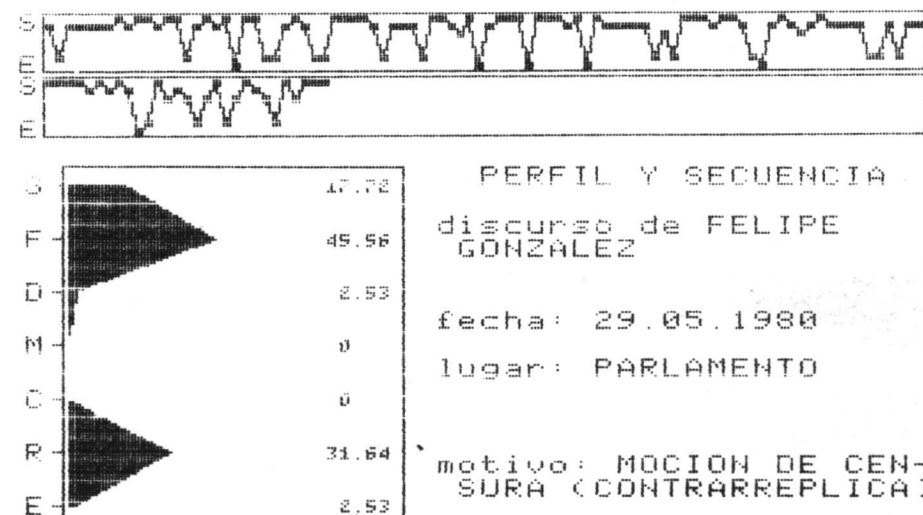 S
E
S
E
S 17.72
F 49.56
D 2.53
M 0
C 0
R 31.64
E 2.53
PERFIL Y SECUENCIA
discurso de FELIPE
GONZALEZ
fecha: 29.05.1980
lugar: PARLAMENTO
motivo: MOCION DE CEN-
SURA (CONTRARREPLICA)